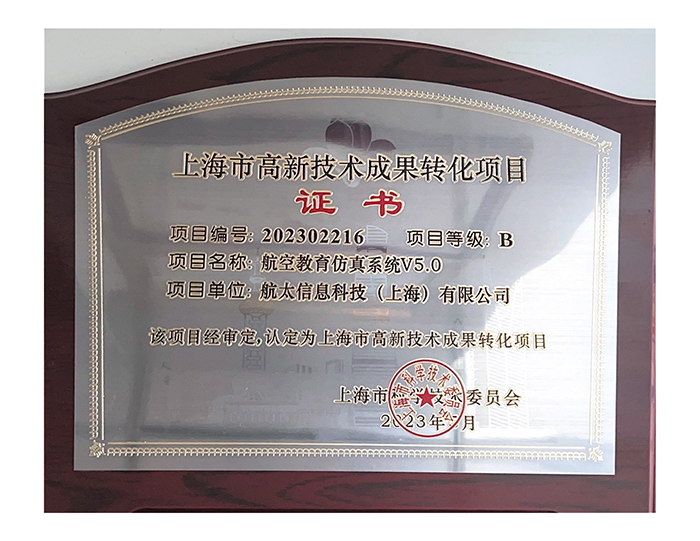 上海市高新技术成果转化项目
证书
项目编号: 202302216 项目等级: B
项目名称: 航空教育仿真系统V5.0
项目单位: 航太信息科技（上海）有限公司
该项目经审定,认定为上海市高新技术成果转化项目
上海市科学技术委员会
2023年 月